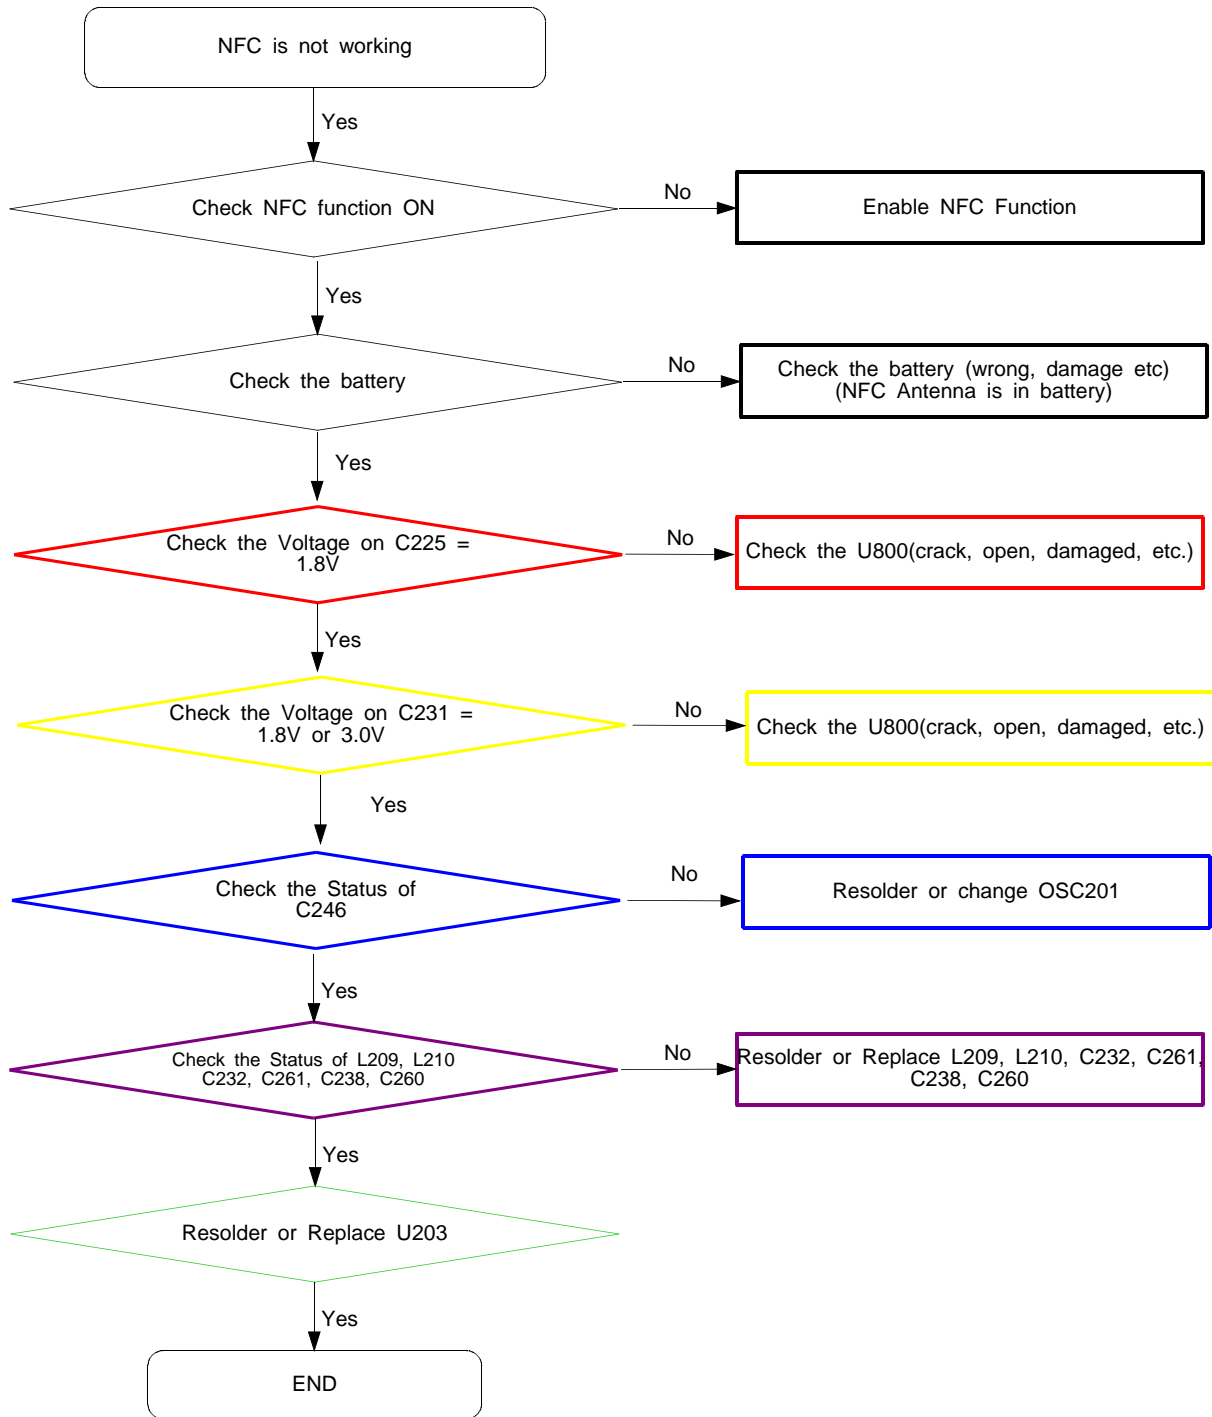 NFC is not working
Yes
Check NFC function ON
No
Enable NFC Function
Yes
Check the battery
No
Check the battery (wrong, damage etc)
(NFC Antenna is in battery)
Yes
Check the Voltage on C225 =
1.8V
No
Check the U800(crack, open, damaged, etc.)
Yes
Check the Voltage on C231 =
1.8V or 3.0V
No
Check the U800(crack, open, damaged, etc.)
Yes
Check the Status of
C246
No
Resolder or change OSC201
Yes
Check the Status of L209, L210
C232, C261, C238, C260
No
Resolder or Replace L209, L210, C232, C261,
C238, C260
Yes
Resolder or Replace U203
Yes
END